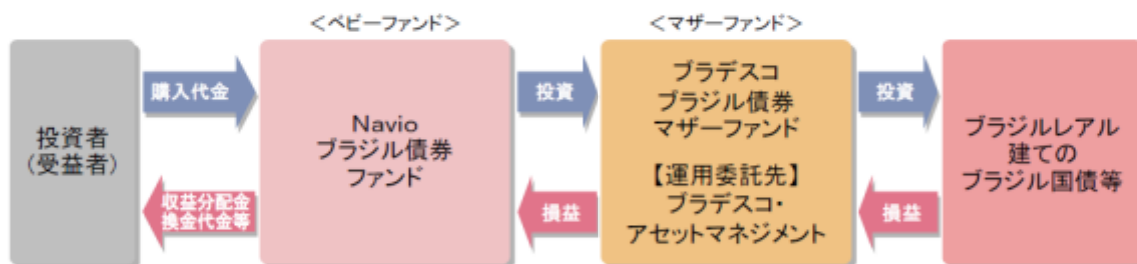 ＜ベビーファンド＞
＜マザーファンド＞
投資者
（受益者）
購入代金
収益分配金
換金代金等
Navio
ブラジル債券
ファンド
投資
損益
ブラデスコ
ブラジル債券
マザーファンド
【運用委託先】
ブラデスコ・
アセットマネジメント
投資
損益
ブラジルレアル
建ての
ブラジル国債等